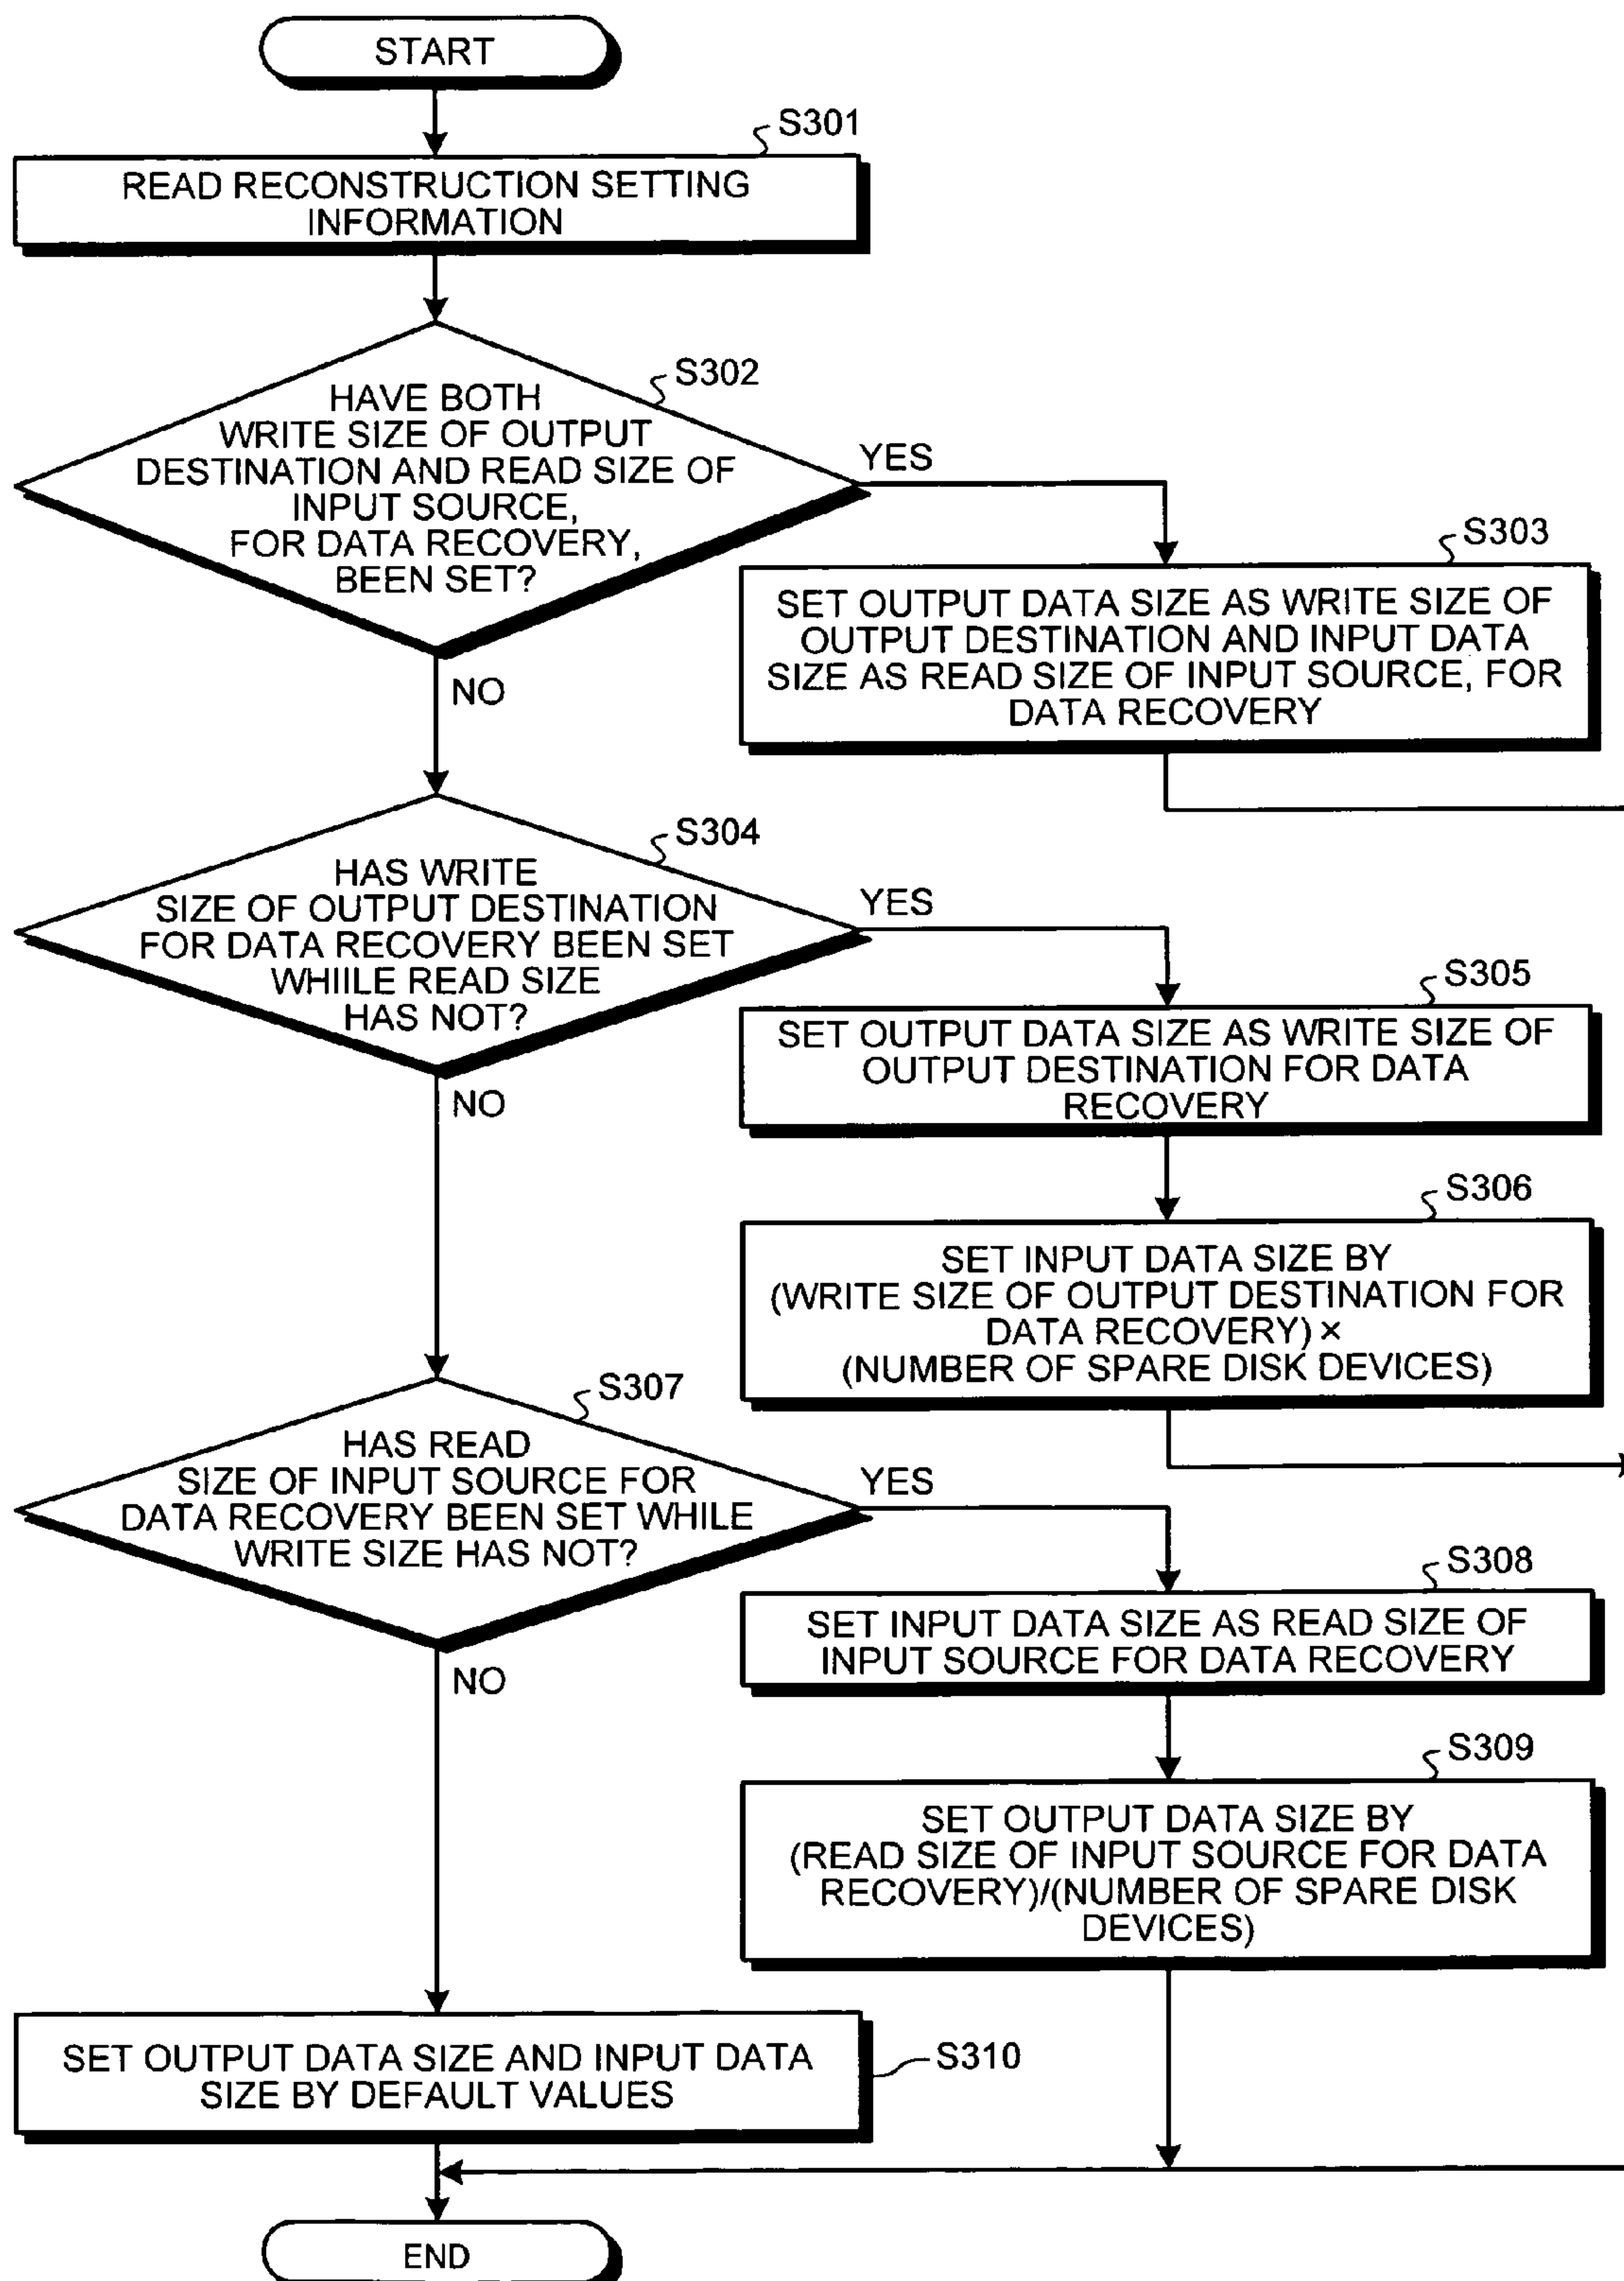 START
S301
READ RECONSTRUCTION SETTING
INFORMATION
S302
HAVE BOTH
WRITE SIZE OF OUTPUT
DESTINATION AND READ SIZE OF
INPUT SOURCE,
FOR DATA RECOVERY,
BEEN SET?
YES
NO
S303
SET OUTPUT DATA SIZE AS WRITE SIZE OF
OUTPUT DESTINATION AND INPUT DATA
SIZE AS READ SIZE OF INPUT SOURCE, FOR
DATA RECOVERY
S304
HAS WRITE
SIZE OF OUTPUT DESTINATION
FOR DATA RECOVERY BEEN SET
WHIILE READ SIZE
HAS NOT?
YES
NO
S305
SET OUTPUT DATA SIZE AS WRITE SIZE OF
OUTPUT DESTINATION FOR DATA
RECOVERY
S306
SET INPUT DATA SIZE BY
(WRITE SIZE OF OUTPUT DESTINATION FOR
DATA RECOVERY) ×
(NUMBER OF SPARE DISK DEVICES)
S307
HAS READ
SIZE OF INPUT SOURCE FOR
DATA RECOVERY BEEN SET WHILE
WRITE SIZE HAS NOT?
YES
NO
S308
SET INPUT DATA SIZE AS READ SIZE OF
INPUT SOURCE FOR DATA RECOVERY
S309
SET OUTPUT DATA SIZE BY
(READ SIZE OF INPUT SOURCE FOR DATA
RECOVERY)/(NUMBER OF SPARE DISK
DEVICES)
SET OUTPUT DATA SIZE AND INPUT DATA
SIZE BY DEFAULT VALUES
S310
END